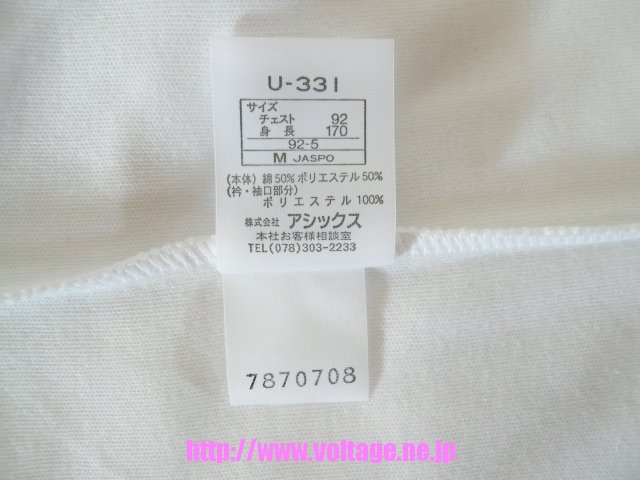 U-331
サイズ
チェスト 92
身 長 170
92-5
M JASPO
(本体) 綿50% ポリエステル50%
(衿・袖口部分)
ポリエステル100%
株式会社 アシックス
本社お客様相談室
TEL(078)303-2233
7870708
http://www.voltage.ne.jp